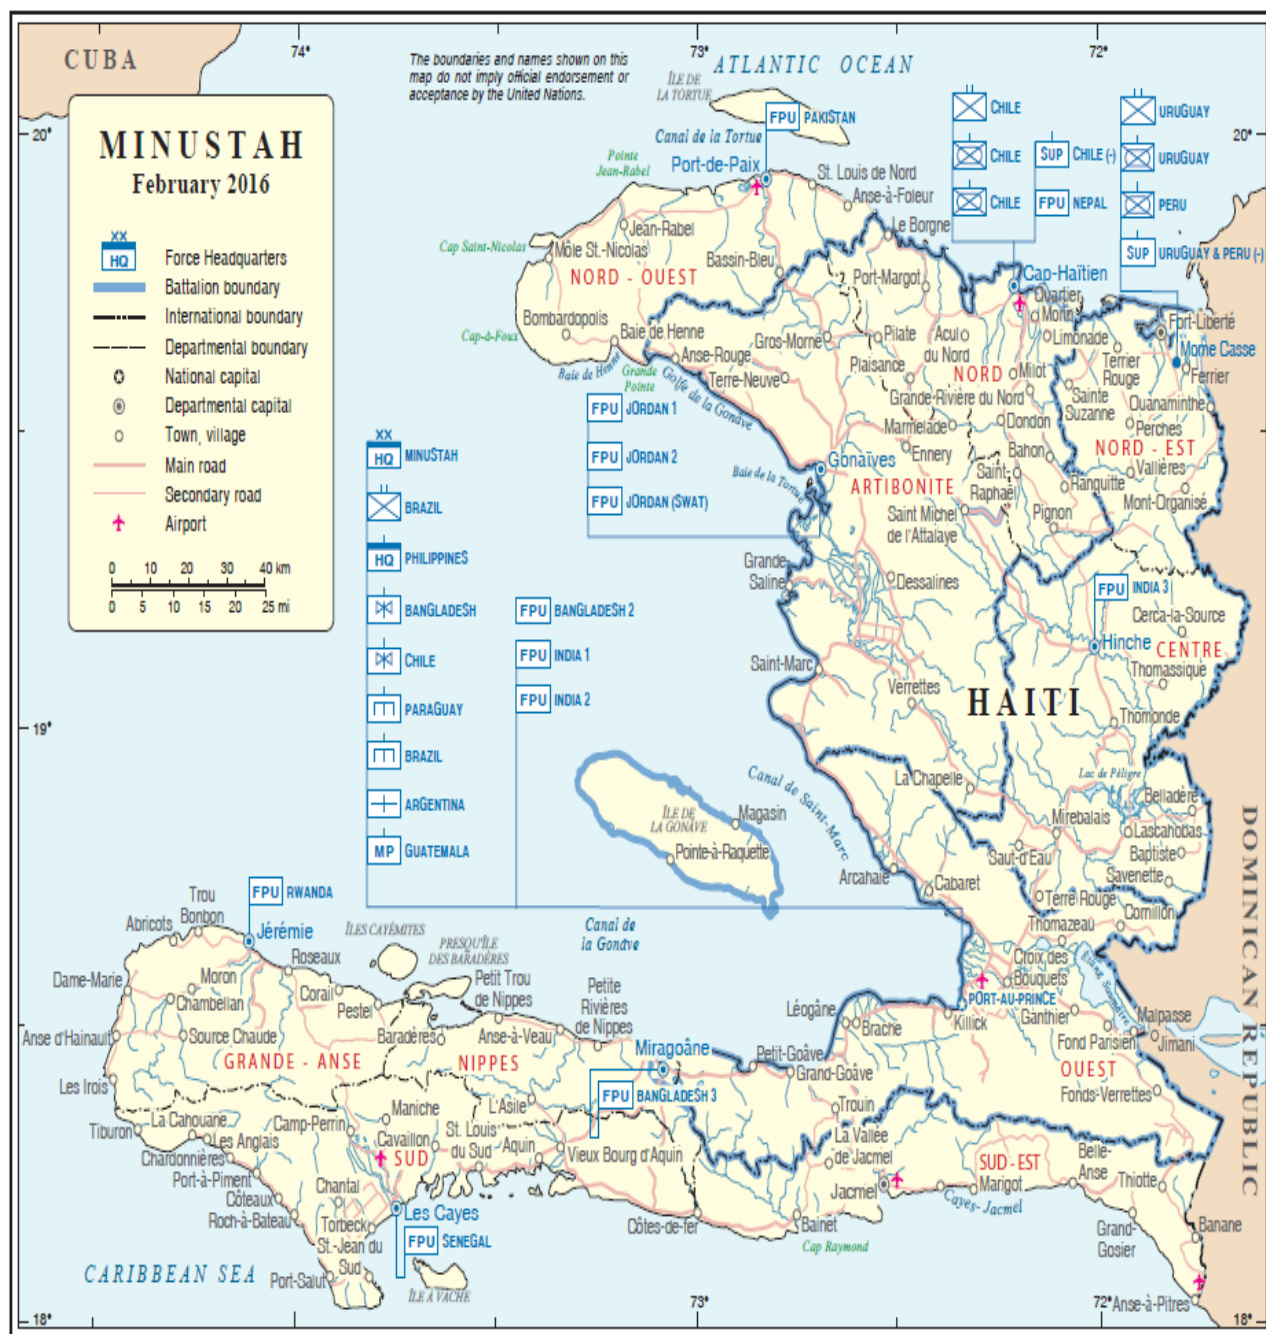 CUBA
74°
73°
72°
The boundaries and names shown on this
map do not imply official endorsement or
acceptance by the United Nations.
ATLANTIC OCEAN
ÎLE DE
LA TORTUE
MINUSTAH
February 2016
XX
HQ
Force Headquarters
Battalion boundary
International boundary
Departmental boundary
National capital
Departmental capital
Town, village
Main road
Secondary road
Airport
0 10 20 30 40 km
0 5 10 15 20 25 mi
20°
20°
FPU PAKISTAN
Canal de la Tortue
Port-de-Paix
Pointe
Jean-Rabel
St. Louis de Nord
Anse-à-Foleur
Le Borgne
CHILE
CHILE
CHILE
SUP CHILE (-)
FPU NEPAL
URUGUAY
URUGUAY
PERU
SUP URUGUAY & PERU (-)
Jean-Rabel
Cap Saint-Nicolas
Môle St.-Nicolas
NORD - OUEST
Bassin-Bleu
Port-Margot
Cap-Haïtien
Quartier
Morin
Limonade
Fort-Liberté
Morne Casse
Ferrier
Terrier
Rouge
Bombardopolis
Cap-à-Foux
Baie de Henne
Baie de Henne
Grande
Pointe
Anse-Rouge
Terre-Neuve
Gros-Morne
Pilate
Plaisance
Acul
du Nord
NORD
Milot
Grande Rivière du Nord
Sainte
Suzanne
Ouanaminthe
Perches
Golfe de la Gonâve
FPU JORDAN 1
FPU JORDAN 2
FPU JORDAN (SWAT)
Marmelade
Dondon
Bahon
NORD - EST
Ennery
Gonaïves
Saint-
Raphaël
Ranquitte
Vallières
Mont-Organisé
Baie de la Tortue
ARTIBONITE
Saint Michel
de l'Attalaye
Pignon
XX
HQ MINUSTAH
BRAZIL
HQ PHILIPPINES
BANGLADESH
CHILE
PARAGUAY
BRAZIL
ARGENTINA
MP GUATEMALA
FPU BANGLADESH 2
FPU INDIA 1
FPU INDIA 2
Grande
Saline
Dessalines
FPU INDIA 3
Cerca-la-Source
Hinche
CENTRE
Thomassique
Saint-Marc
Verrettes
HAITI
Thomonde
19°
La Chapelle
Lac de Péligre
Belladère
Canal de Saint-Marc
ÎLE DE
LA GONÂVE
Magasin
Pointe-à-Raquette
Mirebalais
Lascahobas
Baptiste
Savenette
Saut-d'Eau
Arcahaie
Cabaret
Terre Rouge
Cornillon
Thomazeau
DOMINICAN REPUBLIC
FPU RWANDA
Trou
Bonbon
Abricots
Jérémie
ÎLES CAYÉMITES
Canal de
la Gonâve
Roseaux
PRESQU'ÎLE
DES BARADÈRES
Croix des
Bouquets
Etang Saumâtre
Dame-Marie
Moron
Chambellan
Corail
Pestel
Petit Trou
de Nippes
Petite
Rivières
de Nippes
PORT-AU-PRINCE
Léogâne
Brache
Killick
Ganthier
Malpasse
Jimani
Fond Parisien
Anse d'Hainault
Source Chaude
Baradères
Anse-à-Veau
Miragoâne
Petit-Goâve
Grand-Goâve
GRANDE - ANSE
NIPPES
OUEST
Les Irois
FPU BANGLADESH 3
Fonds-Verrettes
L'Asile
Trouin
Tiburon
La Cahouane
Les Anglais
Camp-Perrin
Maniche
Cavaillon
St. Louis
du Sud
Aquin
Vieux Bourg d'Aquin
La Vallée
de Jacmel
SUD
SUD - EST
Belle-
Anse
Chardonnières
Port-à-Piment
Côteaux
Roch-à-Bateau
Chantal
Torbeck
Les Cayes
Jacmel
Marigot
Cayes-Jacmel
Thiotte
Côtes-de-fer
Bainet
Cap Raymond
Grand-
Gosier
Banane
St.-Jean du
Sud
Port-Salut
FPU SENEGAL
ÎLE À VACHE
CARIBBEAN SEA
Anse-à-Pitres
18°
73°
72°
18°